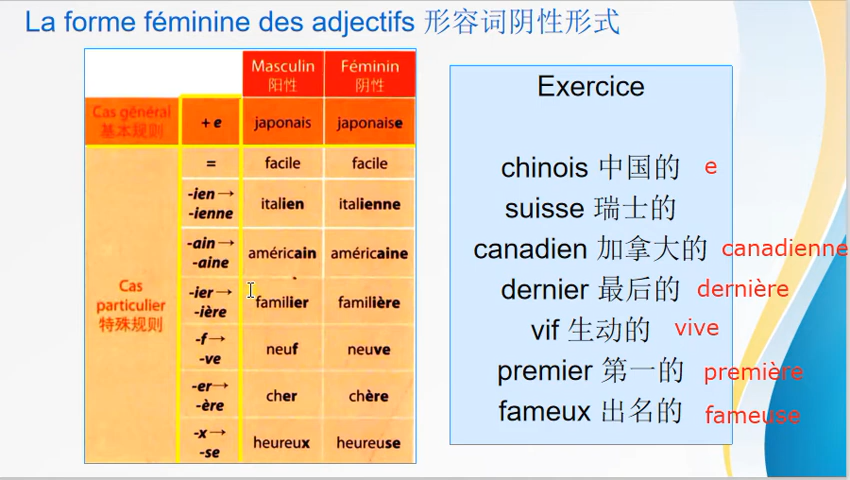 La forme féminine des adjectifs 形容词阴性形式
Masculin
阳性
Féminin
阴性
Cas général
基本规则
+ e
japonais
japonaise
=
facile
facile
-ien →
-ienne
italien
italienne
-ain →
-aine
américain
américaine
Cas
particulier
特殊规则
-ier →
-ière
familier
familière
-f →
-ve
neuf
neuve
-er →
-ère
cher
chère
-x →
-se
heureux
heureuse
Exercice
chinois 中国的 e
suisse 瑞士的
canadien 加拿大的 canadienne
dernier 最后的 dernière
vif 生动的 vive
premier 第一的 première
fameux 出名的 fameuse